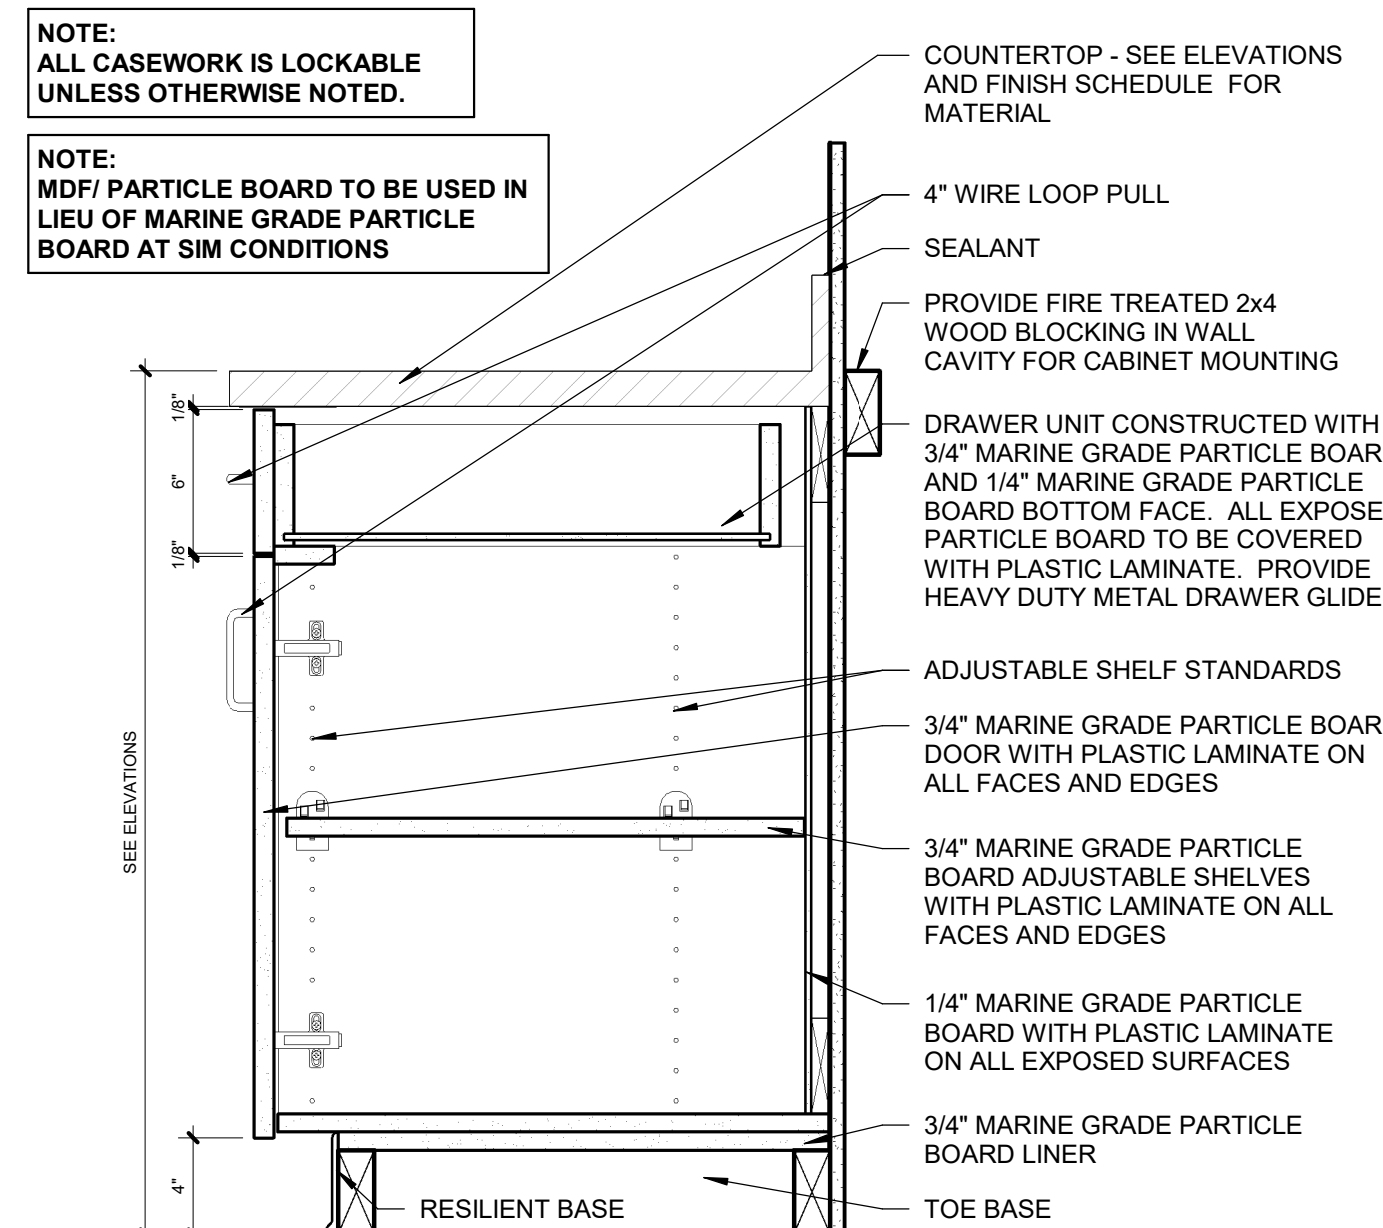 NOTE:
ALL CASEWORK IS LOCKABLE
UNLESS OTHERWISE NOTED.
NOTE:
MDF/ PARTICLE BOARD TO BE USED IN
LIEU OF MARINE GRADE PARTICLE
BOARD AT SIM CONDITIONS
COUNTERTOP - SEE ELEVATIONS
AND FINISH SCHEDULE FOR
MATERIAL
4" WIRE LOOP PULL
SEALANT
PROVIDE FIRE TREATED 2x4
WOOD BLOCKING IN WALL
CAVITY FOR CABINET MOUNTING
DRAWER UNIT CONSTRUCTED WITH
3/4" MARINE GRADE PARTICLE BOAR
AND 1/4" MARINE GRADE PARTICLE
BOARD BOTTOM FACE. ALL EXPOSE
PARTICLE BOARD TO BE COVERED
WITH PLASTIC LAMINATE. PROVIDE
HEAVY DUTY METAL DRAWER GLIDE
ADJUSTABLE SHELF STANDARDS
3/4" MARINE GRADE PARTICLE BOAR
DOOR WITH PLASTIC LAMINATE ON
ALL FACES AND EDGES
3/4" MARINE GRADE PARTICLE
BOARD ADJUSTABLE SHELVES
WITH PLASTIC LAMINATE ON ALL
FACES AND EDGES
1/4" MARINE GRADE PARTICLE
BOARD WITH PLASTIC LAMINATE
ON ALL EXPOSED SURFACES
3/4" MARINE GRADE PARTICLE
BOARD LINER
TOE BASE
RESILIENT BASE
1/8"
6"
1/8"
SEE ELEVATIONS
4"